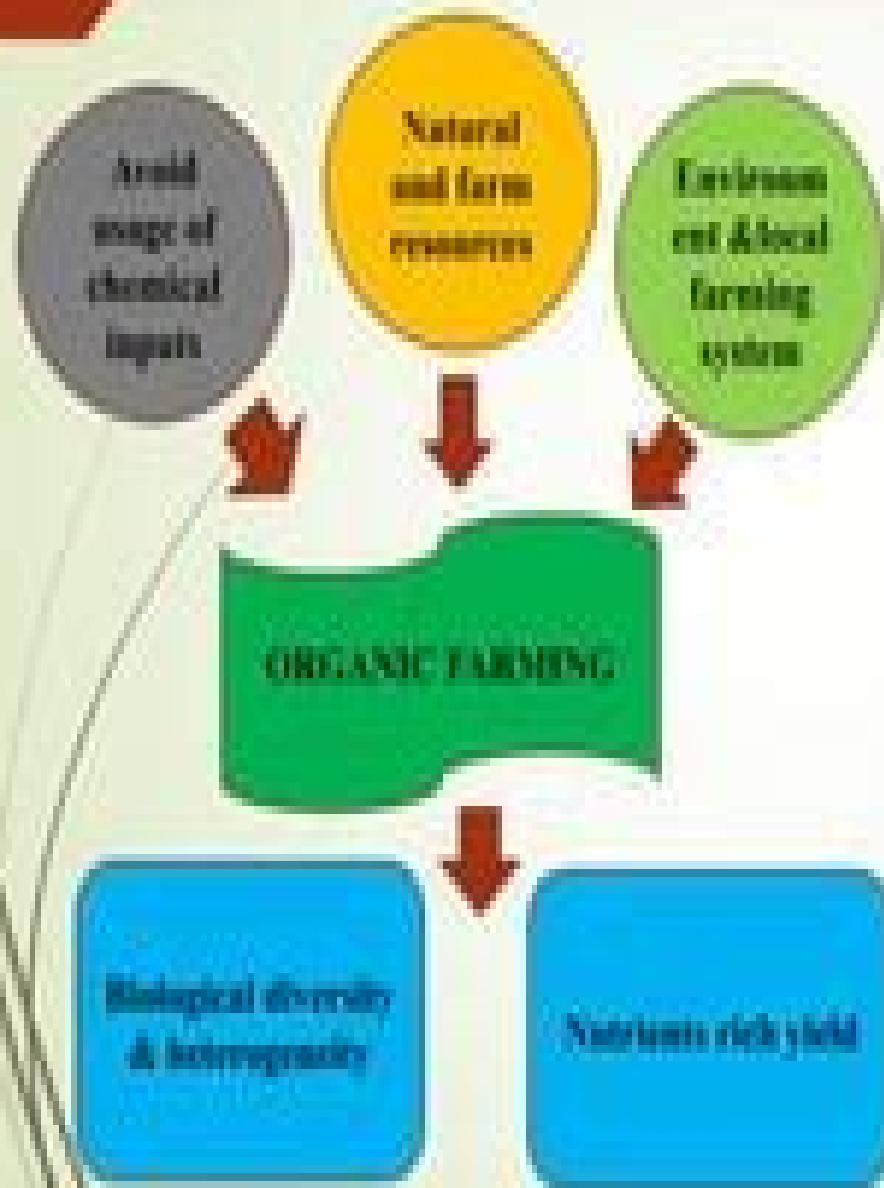 Avoid
usage of
chemical
inputs
Natural
and farm
resources
Environm
ent &local
farming
system
ORGANIC FARMING
Biological diversity
& heterogeneity
Nutrients rich yield